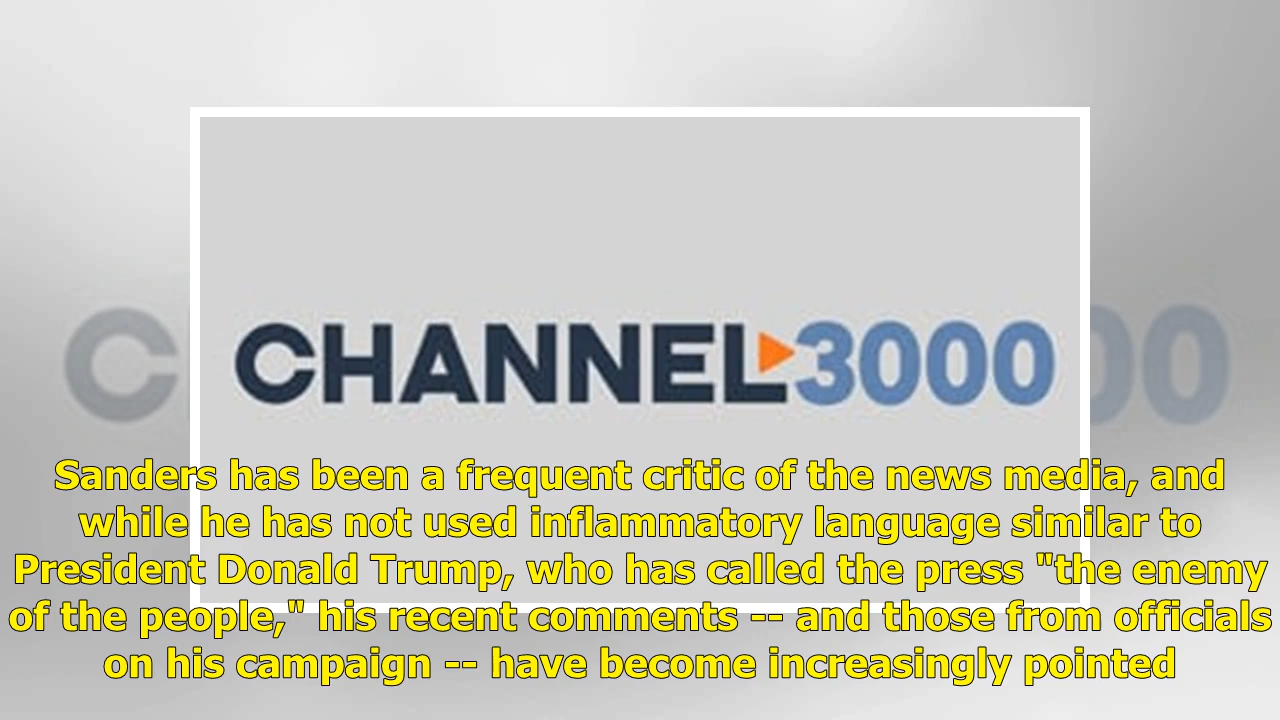 CHANNEL3000
Sanders has been a frequent critic of the news media, and
while he has not used inflammatory language similar to
President Donald Trump, who has called the press "the enemy
of the people," his recent comments -- and those from officials
on his campaign -- have become increasingly pointed